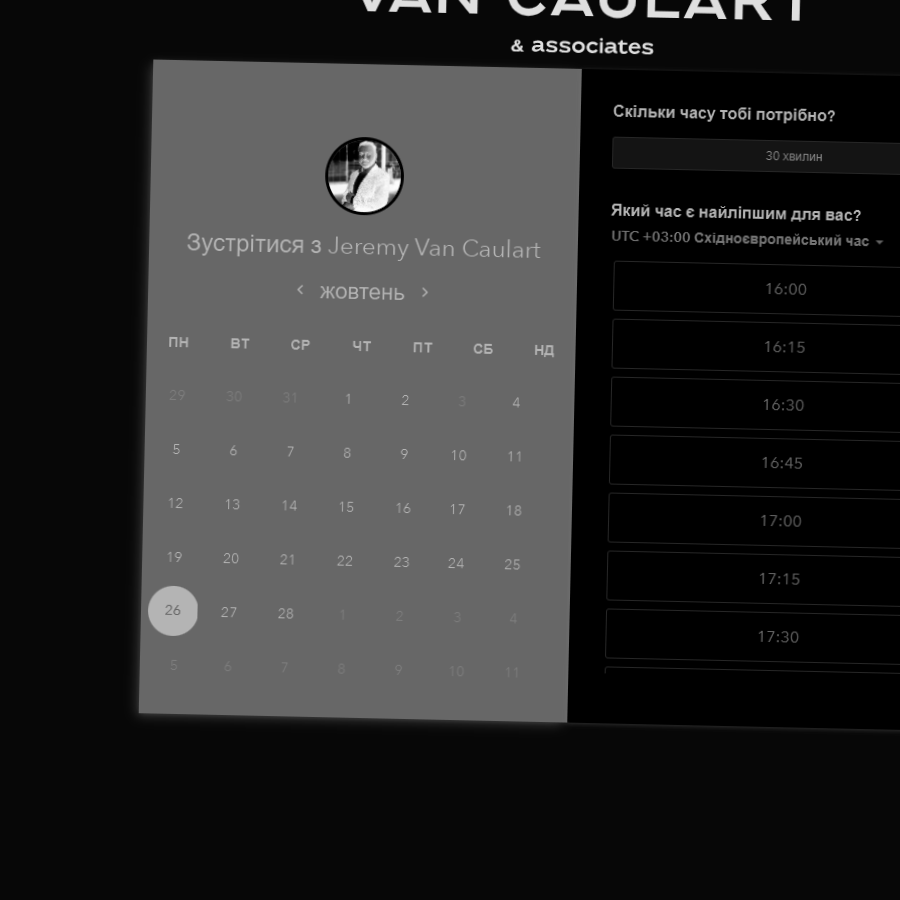 VAN CAULART
& associates
Зустрітися з Jeremy Van Caulart
жовтень
ПН ВТ СР ЧТ ПТ СБ НД
29 30 31 1 2 3 4
5 6 7 8 9 10 11
12 13 14 15 16 17 18
19 20 21 22 23 24 25
26 27 28 1 2 3 4
5 6 7 8 9 10 11
Скільки часу тобі потрібно?
30 хвилин
Який час є найліпшим для вас?
UTC +03:00 Східноєвропейський час
16:00
16:15
16:30
16:45
17:00
17:15
17:30